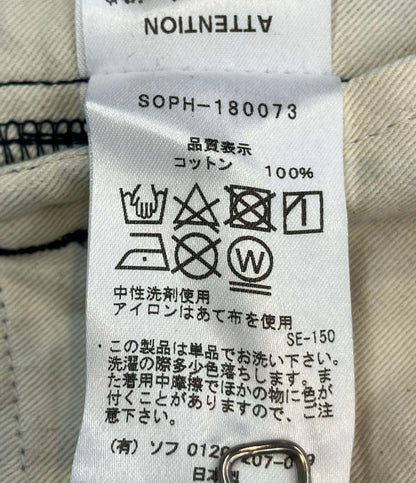 ATTENTION
SOPH-180073
品質表示
コットン 100%
W
中性洗剤使用
アイロンはあて布を使用
SE-150
・この製品は単品でお洗い下さい。
洗濯の際多少色落ちします。ま
た着用中摩擦でほかの物に色が
付くことがありますので、ご注
意下さい。
(有) ソフ
日本